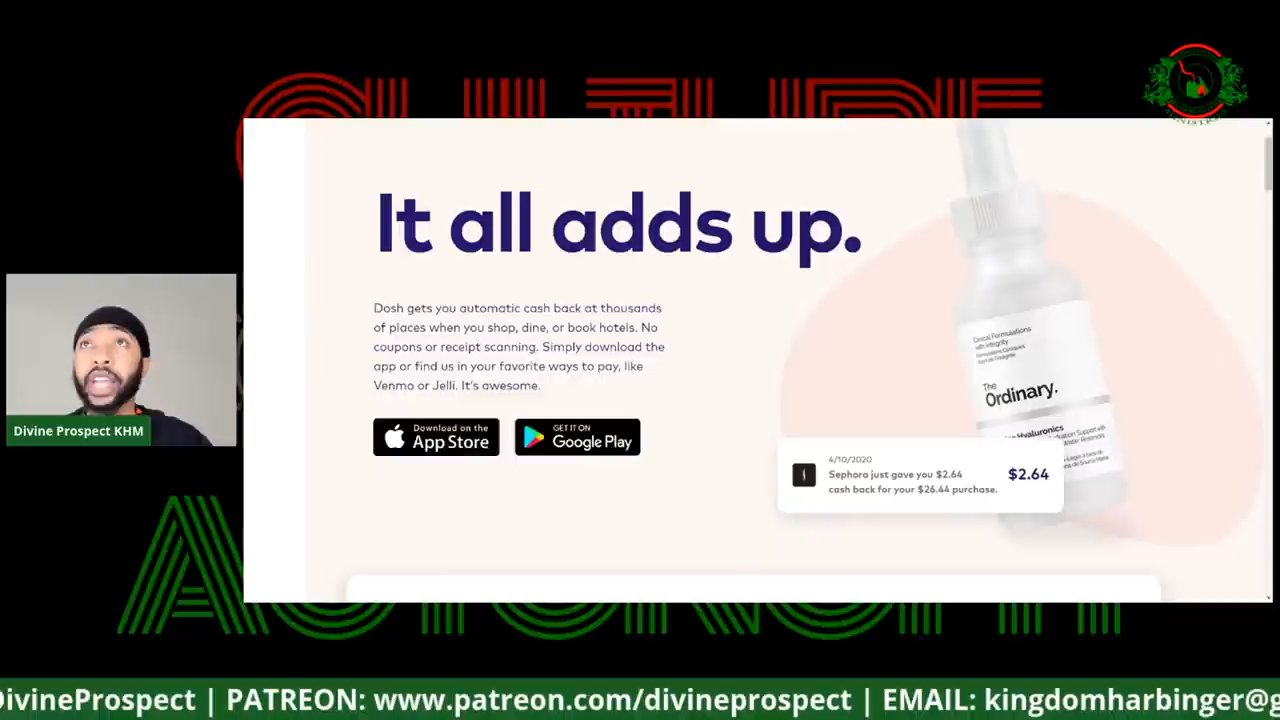 It all adds up.
Dosh gets you automatic cash back at thousands
of places when you shop, dine, or book hotels. No
coupons or receipt scanning. Simply download the
app or find us in your favorite ways to pay, like
Venmo or Jelli. It's awesome.
Download on the
App Store
GET IT ON
Google Play
Clinical Formulations
with Integrity.
The
Ordinary.
4/10/2020
Sephora just gave you $2.64
cash back for your $26.44 purchase.
$2.64
Divine Prospect KHM
DivineProspect | PATREON: www.patreon.com/divineprospect | EMAIL: kingdomharbinger@g